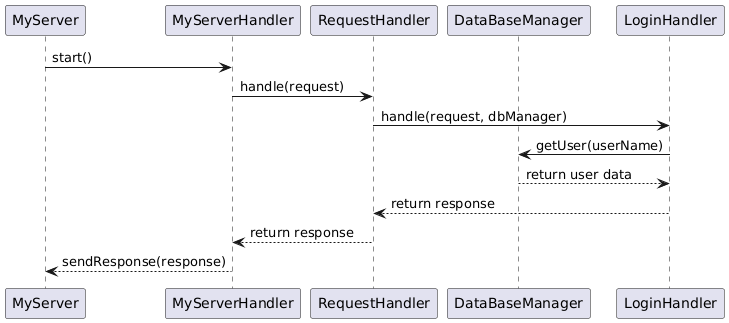 MyServer MyServerHandler RequestHandler DataBaseManager LoginHandler
start()
handle(request)
handle(request, dbManager)
getUser(userName)
return user data
return response
return response
sendResponse(response)
MyServer MyServerHandler RequestHandler DataBaseManager LoginHandler